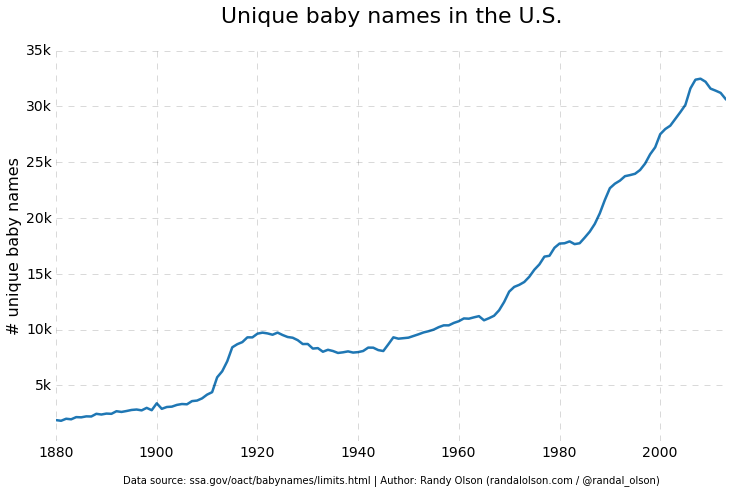 Unique baby names in the U.S.
35k
30k
25k
20k
15k
10k
5k
# unique baby names
1880 1900 1920 1940 1960 1980 2000
Data source: ssa.gov/oact/babynames/limits.html | Author: Randy Olson (randalolson.com / @randal_olson)